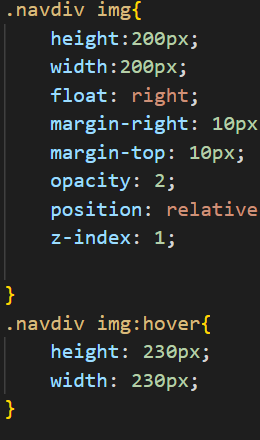 .navdiv img{
height:200px;
width:200px;
float: right;
margin-right: 10px
margin-top: 10px;
opacity: 2;
position: relative
z-index: 1;
}
.navdiv img:hover{
height: 230px;
width: 230px;
}